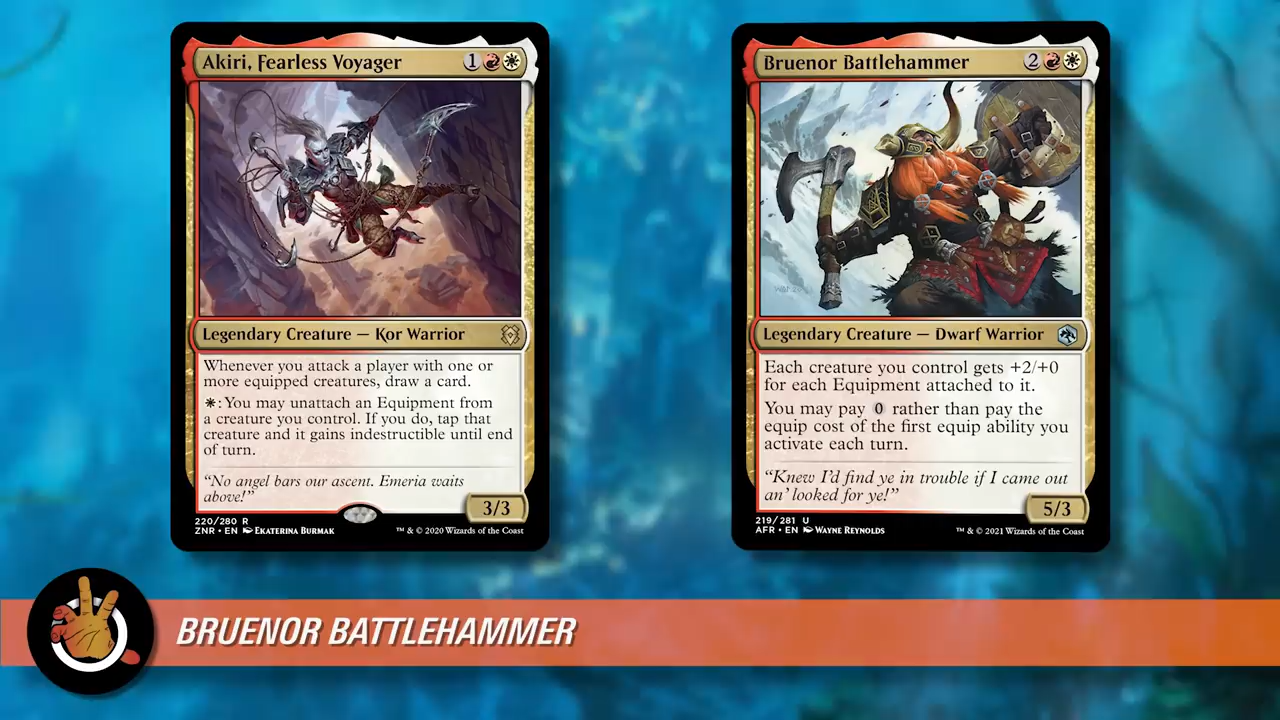 Akiri, Fearless Voyager 1
Legendary Creature — Kor Warrior
Whenever you attack a player with one or
more equipped creatures, draw a card.
: You may unattach an Equipment from
a creature you control. If you do, tap that
creature and it gains indestructible until end
of turn.
“No angel bars our ascent. Emeria waits
above!”
3/3
220/280 R
ZNR • EN Ekaterina Burmak
™ & © 2020 Wizards of the Coast
Bruenor Battlehammer 2
Legendary Creature — Dwarf Warrior
Each creature you control gets +2/+0
for each Equipment attached to it.
You may pay 0 rather than pay the
equip cost of the first equip ability you
activate each turn.
“Knew I’d find ye in trouble if I came out
an’ looked for ye!”
5/3
219/281 U
AFR • EN Wayne Reynolds
™ & © 2021 Wizards of the Coast
BRUENOR BATTLEHAMMER